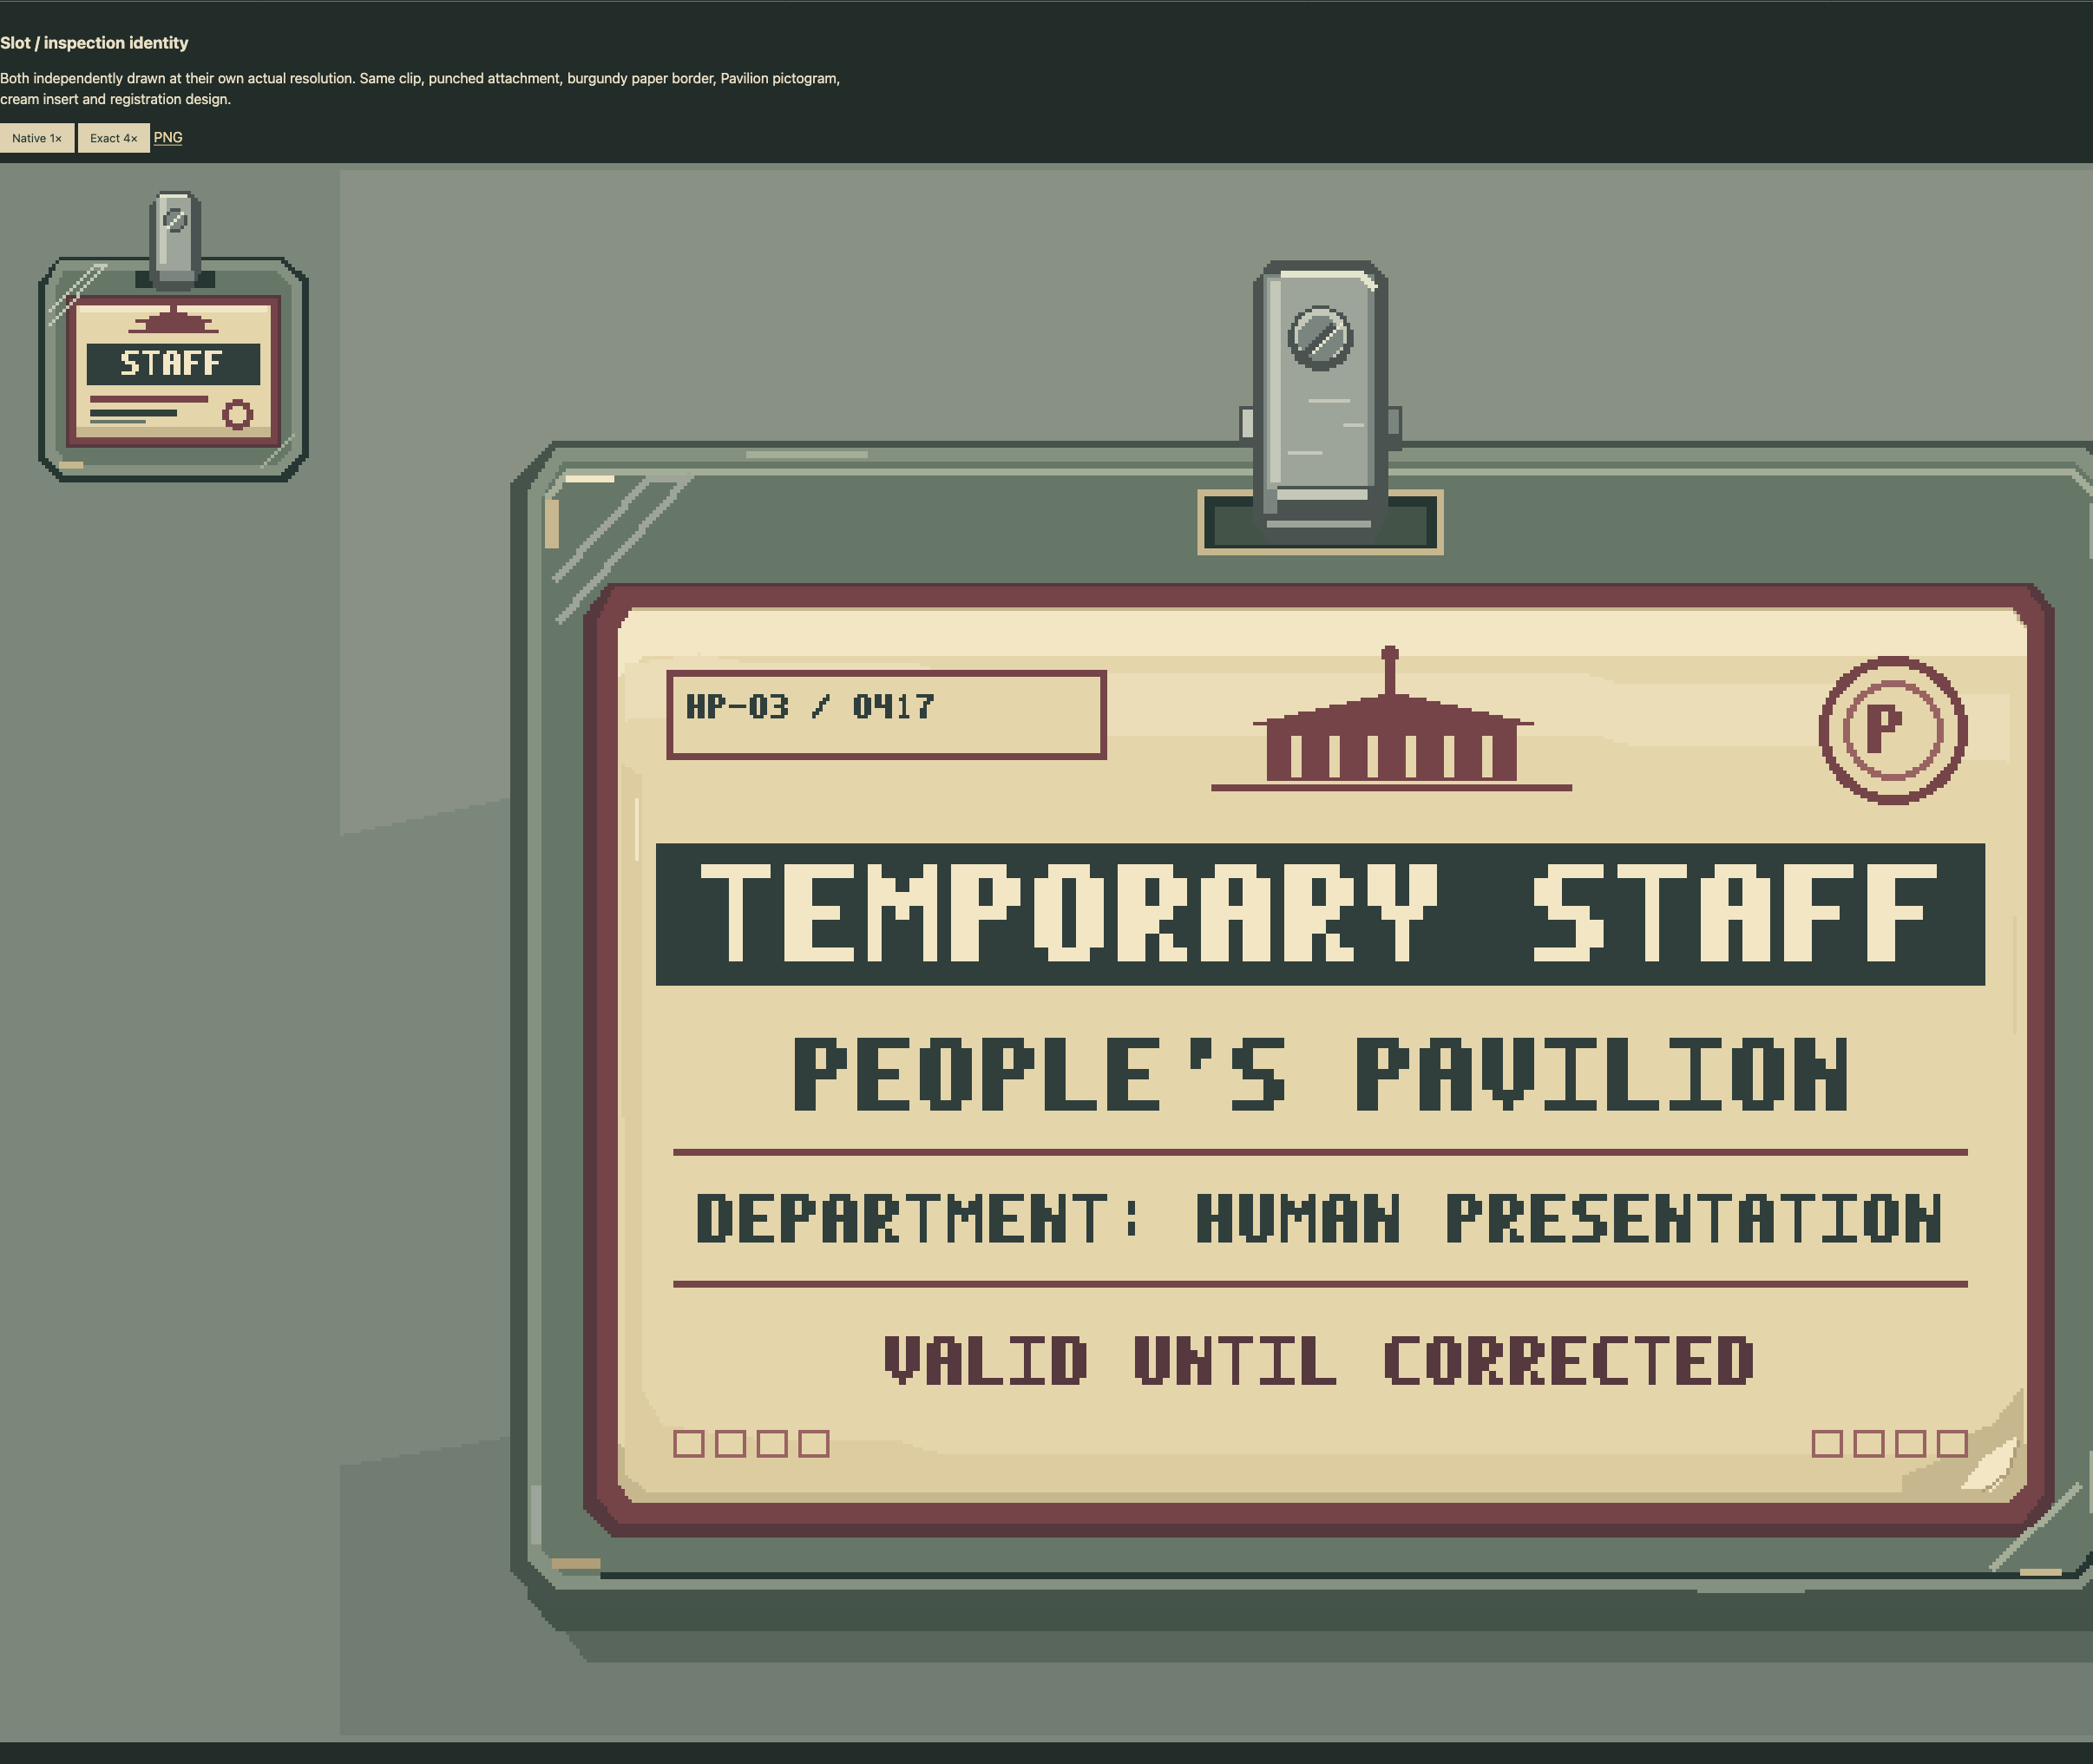 Slot / inspection identity
Both independently drawn at their own actual resolution. Same clip, punched attachment, burgundy paper border, Pavilion pictogram,
cream insert and registration design.
Native 1× Exact 4× PNG
STAFF
HP-03 / 0417
P
TEMPORARY STAFF
PEOPLE'S PAVILION
DEPARTMENT: HUMAN PRESENTATION
VALID UNTIL CORRECTED